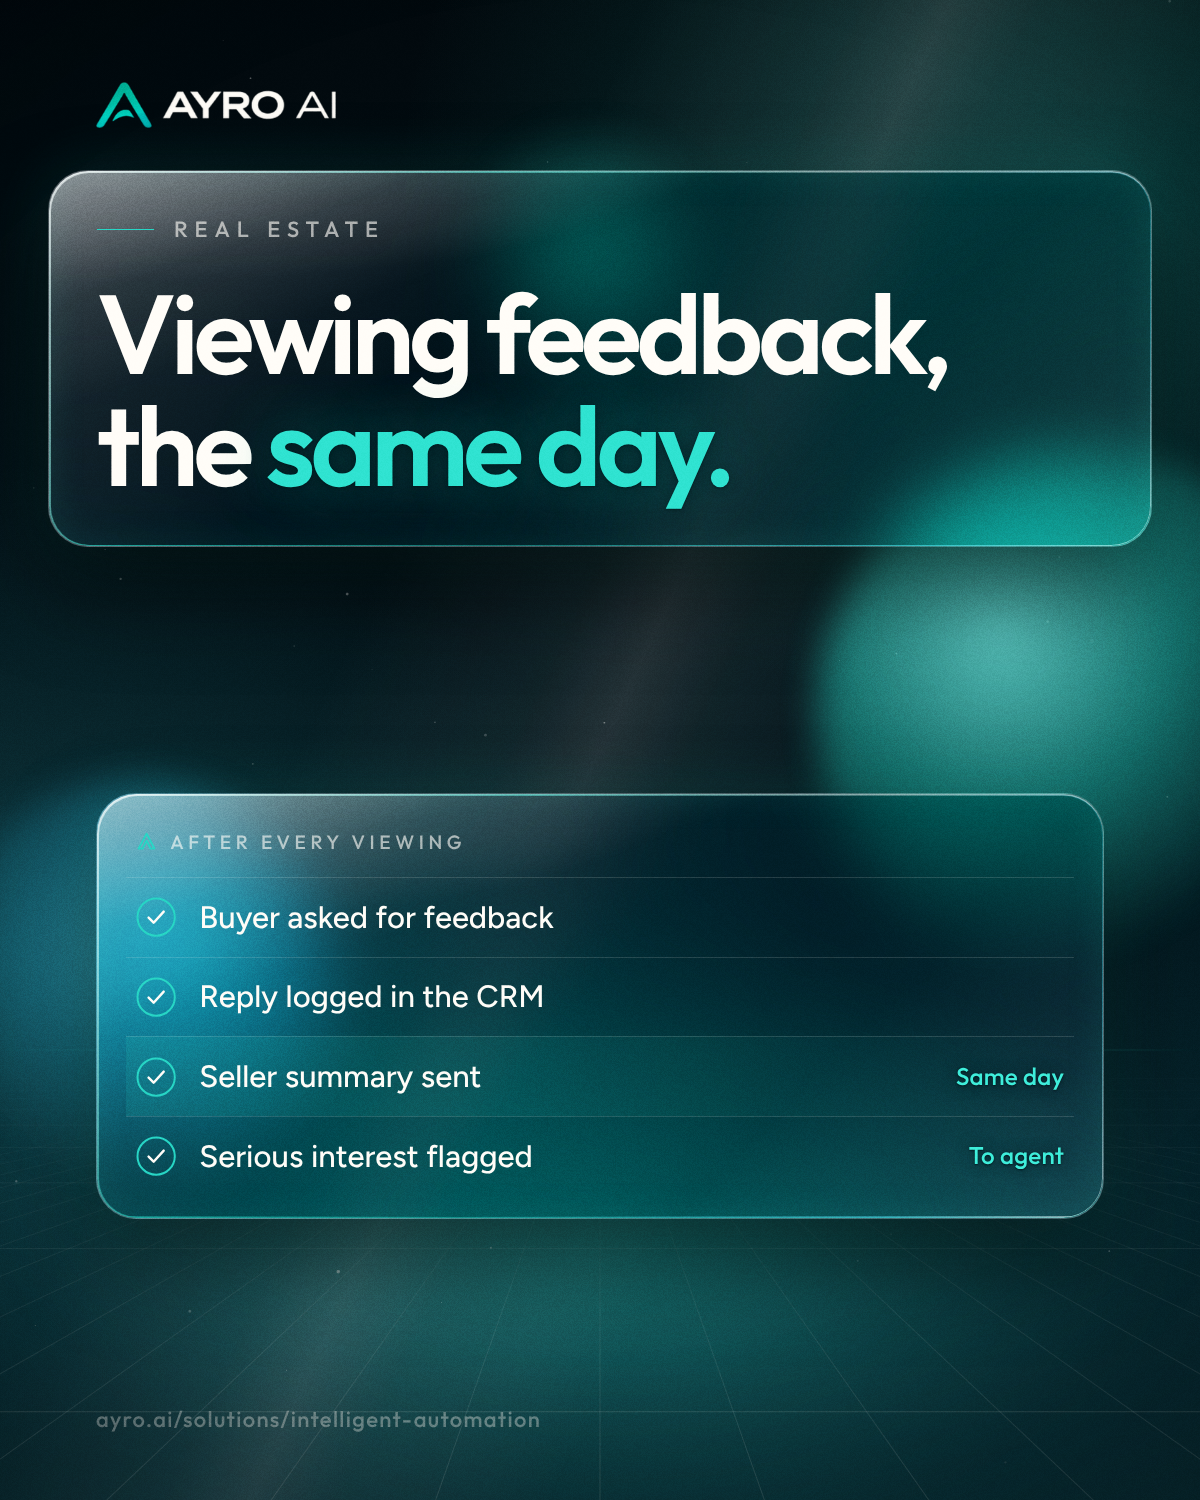 AYRO AI
REAL ESTATE
Viewing feedback,
the same day.
AFTER EVERY VIEWING
Buyer asked for feedback
Reply logged in the CRM
Seller summary sent
Same day
Serious interest flagged
To agent
ayro.ai/solutions/intelligent-automation